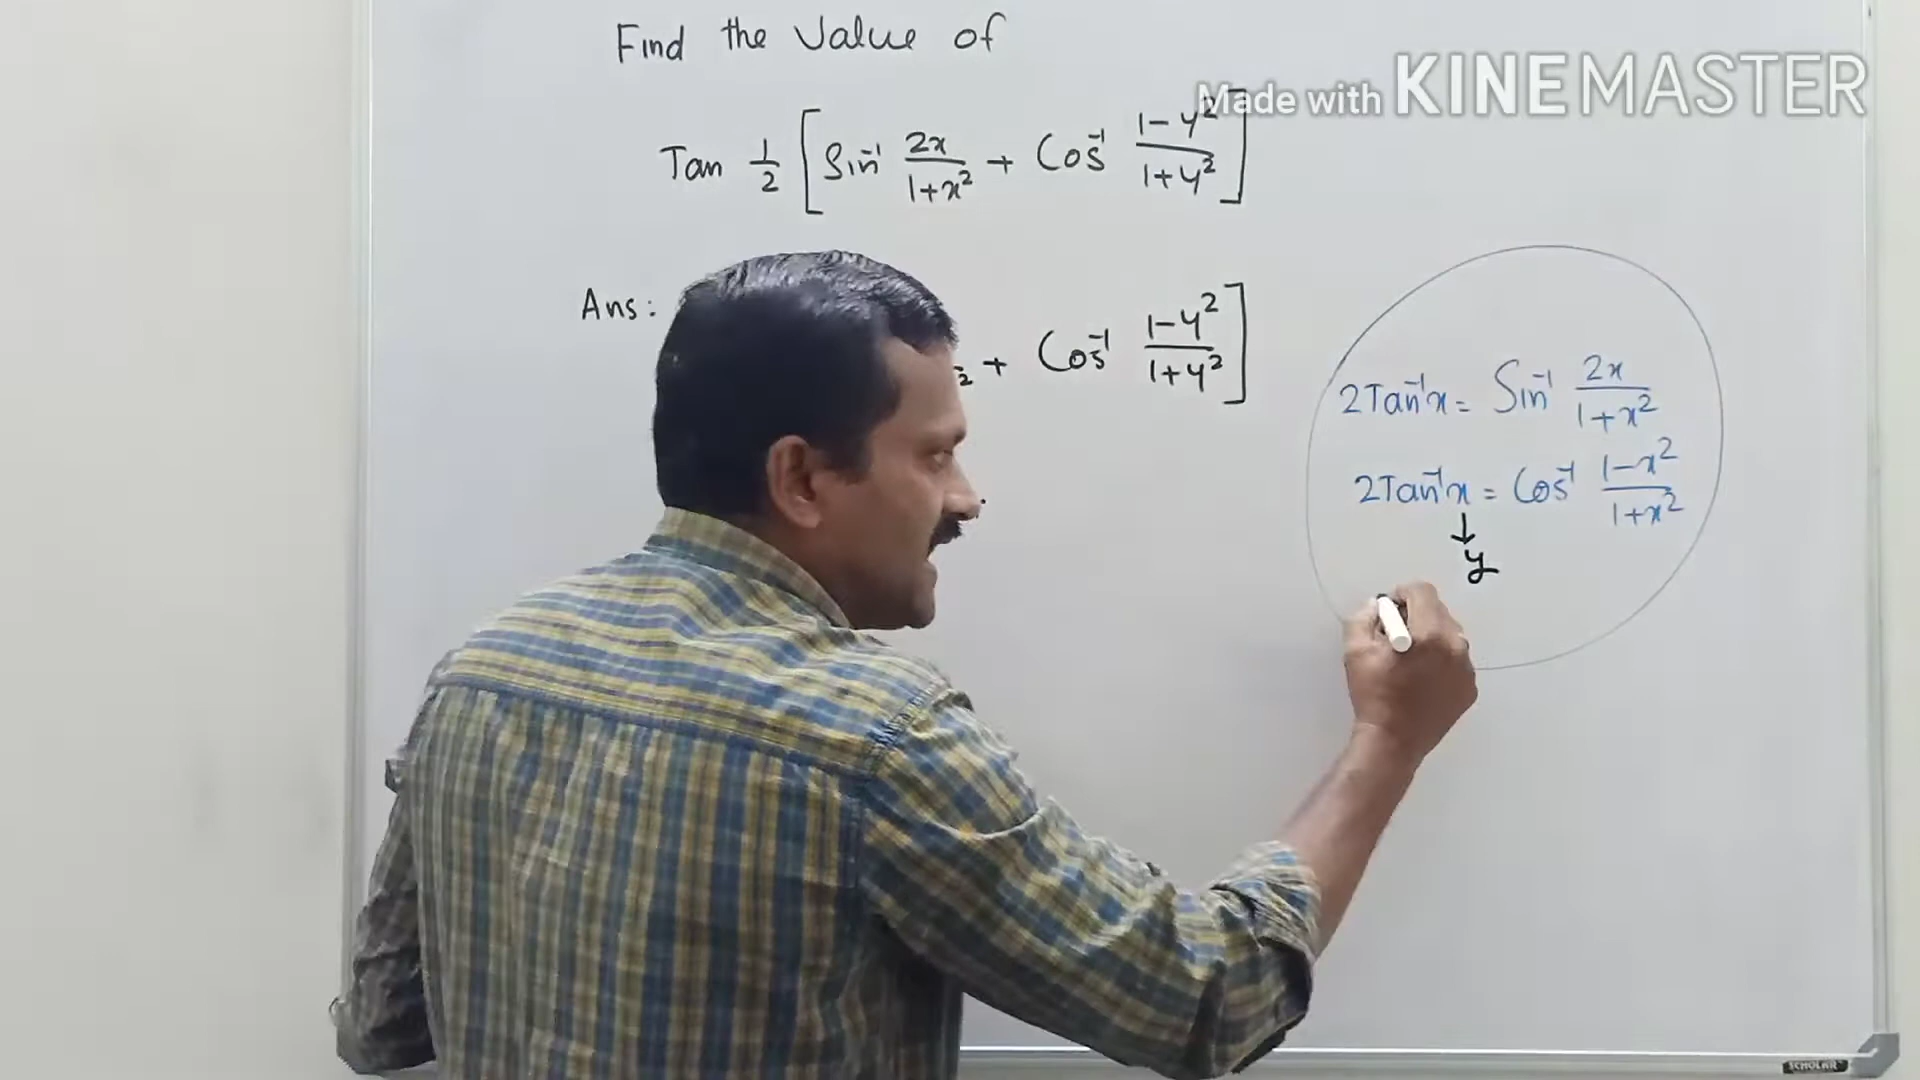 Find the Value of
Made with KINEMASTER
Tan 1/2 [Sin⁻¹ 2x/1+x² + Cos⁻¹ 1-y²/1+y²]
Ans:
+ Cos⁻¹ 1-y²/1+y²]
2Tan⁻¹x = Sin⁻¹ 2x/1+x²
2Tan⁻¹x = Cos⁻¹ 1-x²/1+x²
↓
y
SCHOLAR